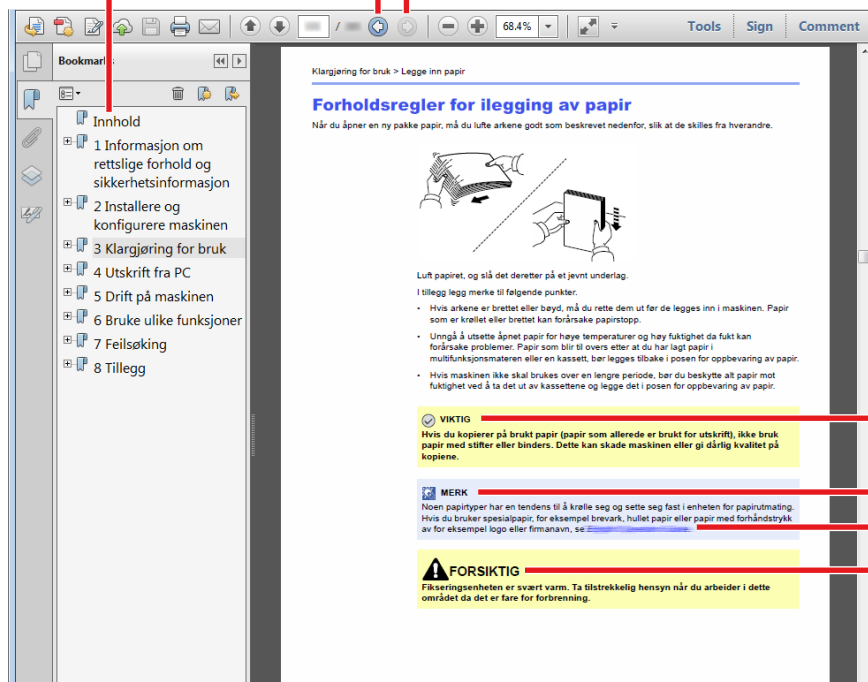 /
68.4%
Tools
Sign
Comment
Bookmarks
Innhold
1 Informasjon om
rettslige forhold og
sikkerhetsinformasjon
2 Installere og
konfigurere maskinen
3 Klargjøring for bruk
4 Utskrift fra PC
5 Drift på maskinen
6 Bruke ulike funksjoner
7 Feilsøking
8 Tillegg
Klargjøring for bruk > Legge inn papir
Forholdsregler for ilegging av papir
Når du åpner en ny pakke papir, må du lufte arkene godt som beskrevet nedenfor, slik at de skilles fra hverandre.
Luft papiret, og slå det deretter på et jevnt underlag.
I tillegg legg merke til følgende punkter.
• Hvis arkene er brettet eller bøyd, må du rette dem ut før de legges inn i maskinen. Papir
som er krøllet eller brettet kan forårsake papirstopp.
• Unngå å utsette åpnet papir for høye temperaturer og høy fuktighet da fukt kan
forårsake problemer. Papir som blir til overs etter at du har lagt papir i
multifunksjonsmateren eller en kassett, bør legges tilbake i posen for oppbevaring av papir.
• Hvis maskinen ikke skal brukes over en lengre periode, bør du beskytte alt papir mot
fuktighet ved å ta det ut av kassettene og legge det i posen for oppbevaring av papir.
VIKTIG
Hvis du kopierer på brukt papir (papir som allerede er brukt for utskrift), ikke bruk
papir med stifter eller binders. Dette kan skade maskinen eller gi dårlig kvalitet på
kopiene.
MERK
Noen papirtyper har en tendens til å krølle seg og sette seg fast i enheten for papirutmating.
Hvis du bruker spesialpapir, for eksempel brevark, hullet papir eller papir med forhåndstrykk
av for eksempel logo eller firmanavn, se
FORSIKTIG
Fikseringsenheten er svært varm. Ta tilstrekkelig hensyn når du arbeider i dette
området da det er fare for forbrenning.